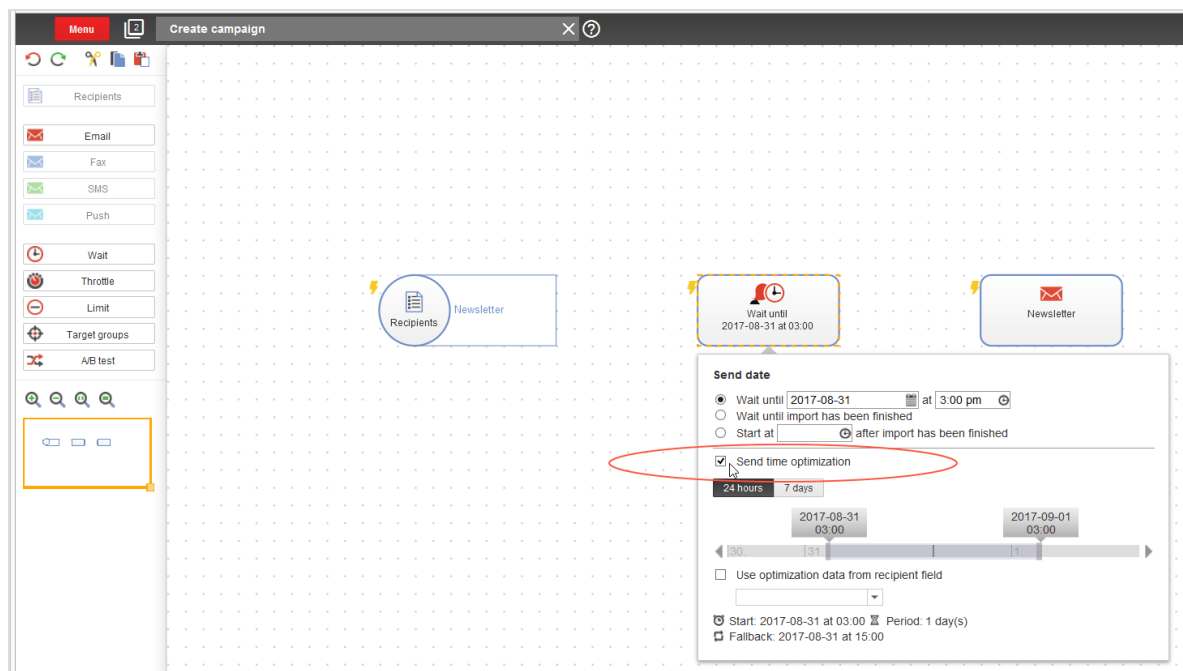 Menu
2
Create campaign
Recipients
Email
Fax
SMS
Push
Wait
Throttle
Limit
Target groups
A/B test
Recipients
Newsletter
Wait until
2017-08-31 at 03:00
Newsletter
Send date
Wait until 2017-08-31 at 3:00 pm
Wait until import has been finished
Start at after import has been finished
Send time optimization
24 hours 7 days
2017-08-31
03:00
2017-09-01
03:00
30. 31. 1.
Use optimization data from recipient field
Start: 2017-08-31 at 03:00 Period: 1 day(s)
Fallback: 2017-08-31 at 15:00